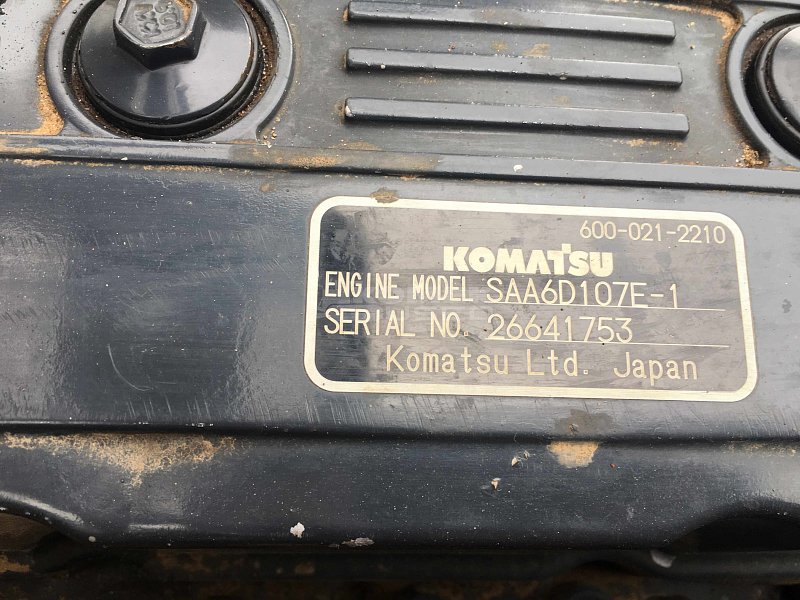 600-021-2210
KOMATSU
ENGINE MODEL SAA6D107E-1
SERIAL NO. 26641753
Komatsu Ltd. Japan